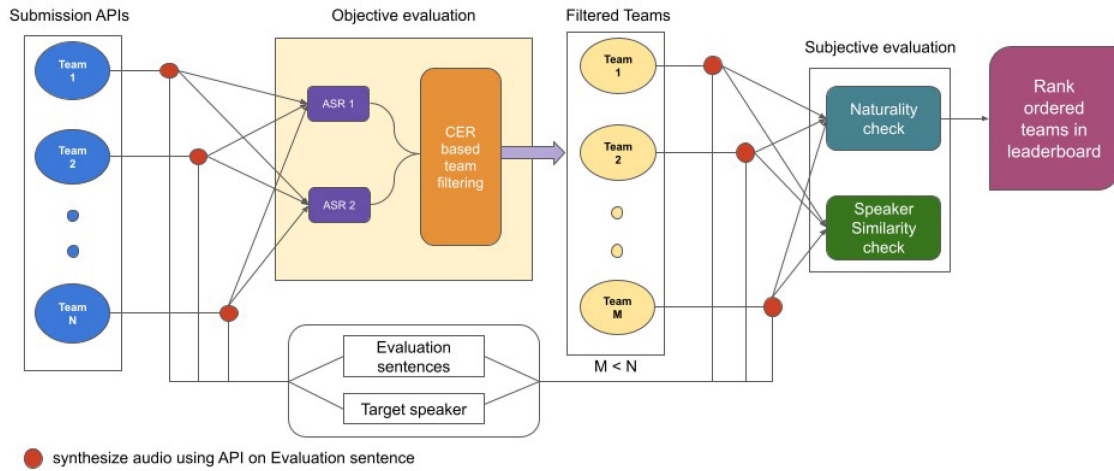 Submission APIs
Objective evaluation
Filtered Teams
Subjective evaluation
Team
1
Team
2
Team
N
ASR 1
ASR 2
CER
based
team
filtering
Team
1
Team
2
Team
M
M < N
Naturality
check
Speaker
Similarity
check
Rank
ordered
teams in
leaderboard
Evaluation
sentences
Target speaker
synthesize audio using API on Evaluation sentence